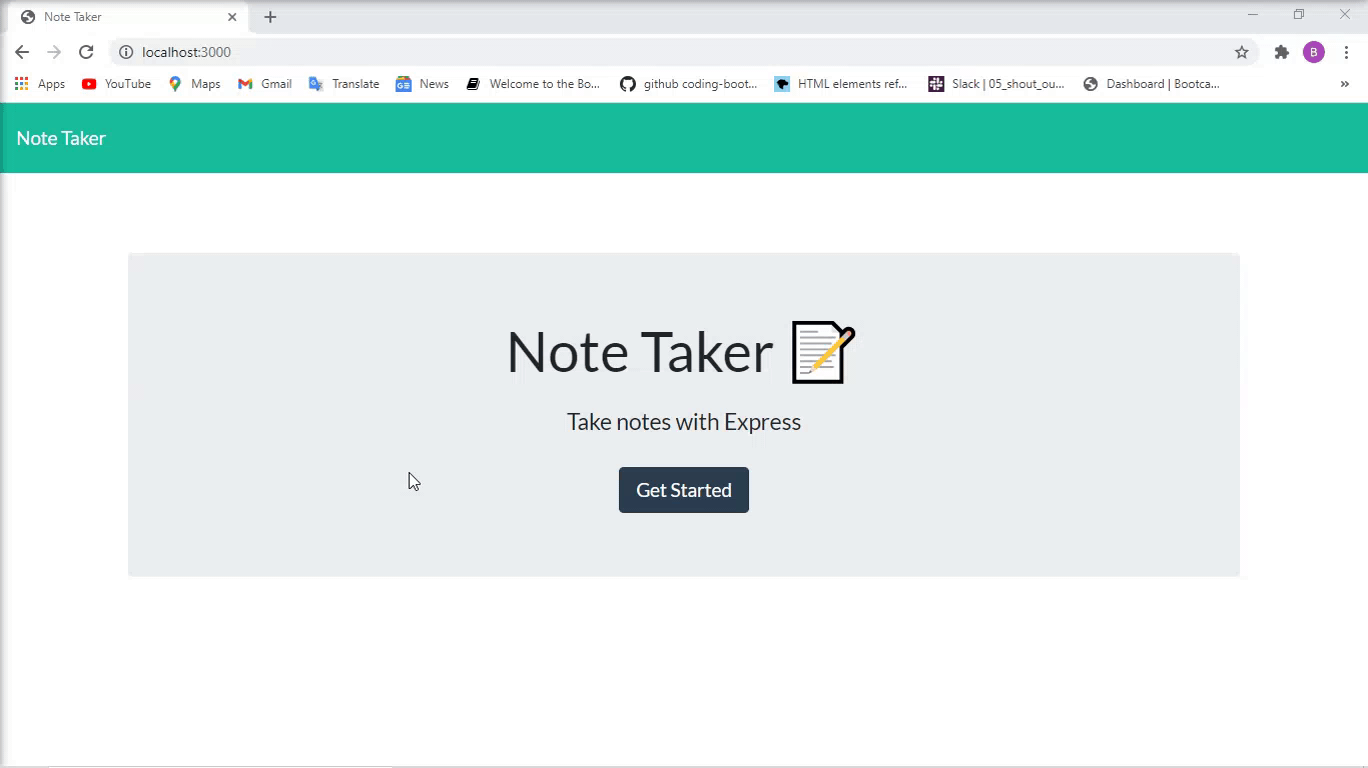 Note Taker
localhost:3000
B
Apps YouTube Maps Gmail Translate News Welcome to the Bo... github coding-boot... HTML elements ref... Slack | 05_shout_ou... Dashboard | Bootca... »
Note Taker
Note Taker
Take notes with Express
Get Started